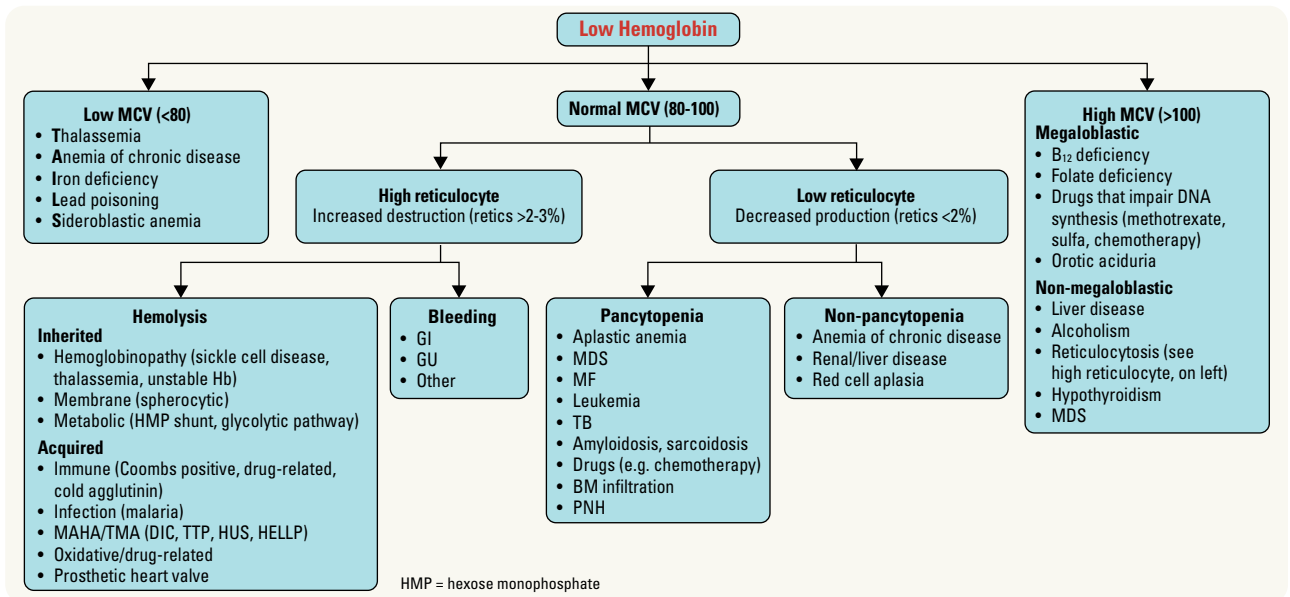 Low Hemoglobin
Low MCV (<80)
• Thalassemia
• Anemia of chronic disease
• Iron deficiency
• Lead poisoning
• Sideroblastic anemia
Normal MCV (80-100)
High MCV (>100)
Megaloblastic
• B₁₂ deficiency
• Folate deficiency
• Drugs that impair DNA
synthesis (methotrexate,
sulfa, chemotherapy)
• Orotic aciduria
Non-megaloblastic
• Liver disease
• Alcoholism
• Reticulocytosis (see
high reticulocyte, on left)
• Hypothyroidism
• MDS
High reticulocyte
Increased destruction (retics >2-3%)
Low reticulocyte
Decreased production (retics <2%)
Hemolysis
Inherited
• Hemoglobinopathy (sickle cell disease,
thalassemia, unstable Hb)
• Membrane (spherocytic)
• Metabolic (HMP shunt, glycolytic pathway)
Acquired
• Immune (Coombs positive, drug-related,
cold agglutinin)
• Infection (malaria)
• MAHA/TMA (DIC, TTP, HUS, HELLP)
• Oxidative/drug-related
• Prosthetic heart valve
Bleeding
• GI
• GU
• Other
Pancytopenia
• Aplastic anemia
• MDS
• MF
• Leukemia
• TB
• Amyloidosis, sarcoidosis
• Drugs (e.g. chemotherapy)
• BM infiltration
• PNH
Non-pancytopenia
• Anemia of chronic disease
• Renal/liver disease
• Red cell aplasia
HMP = hexose monophosphate